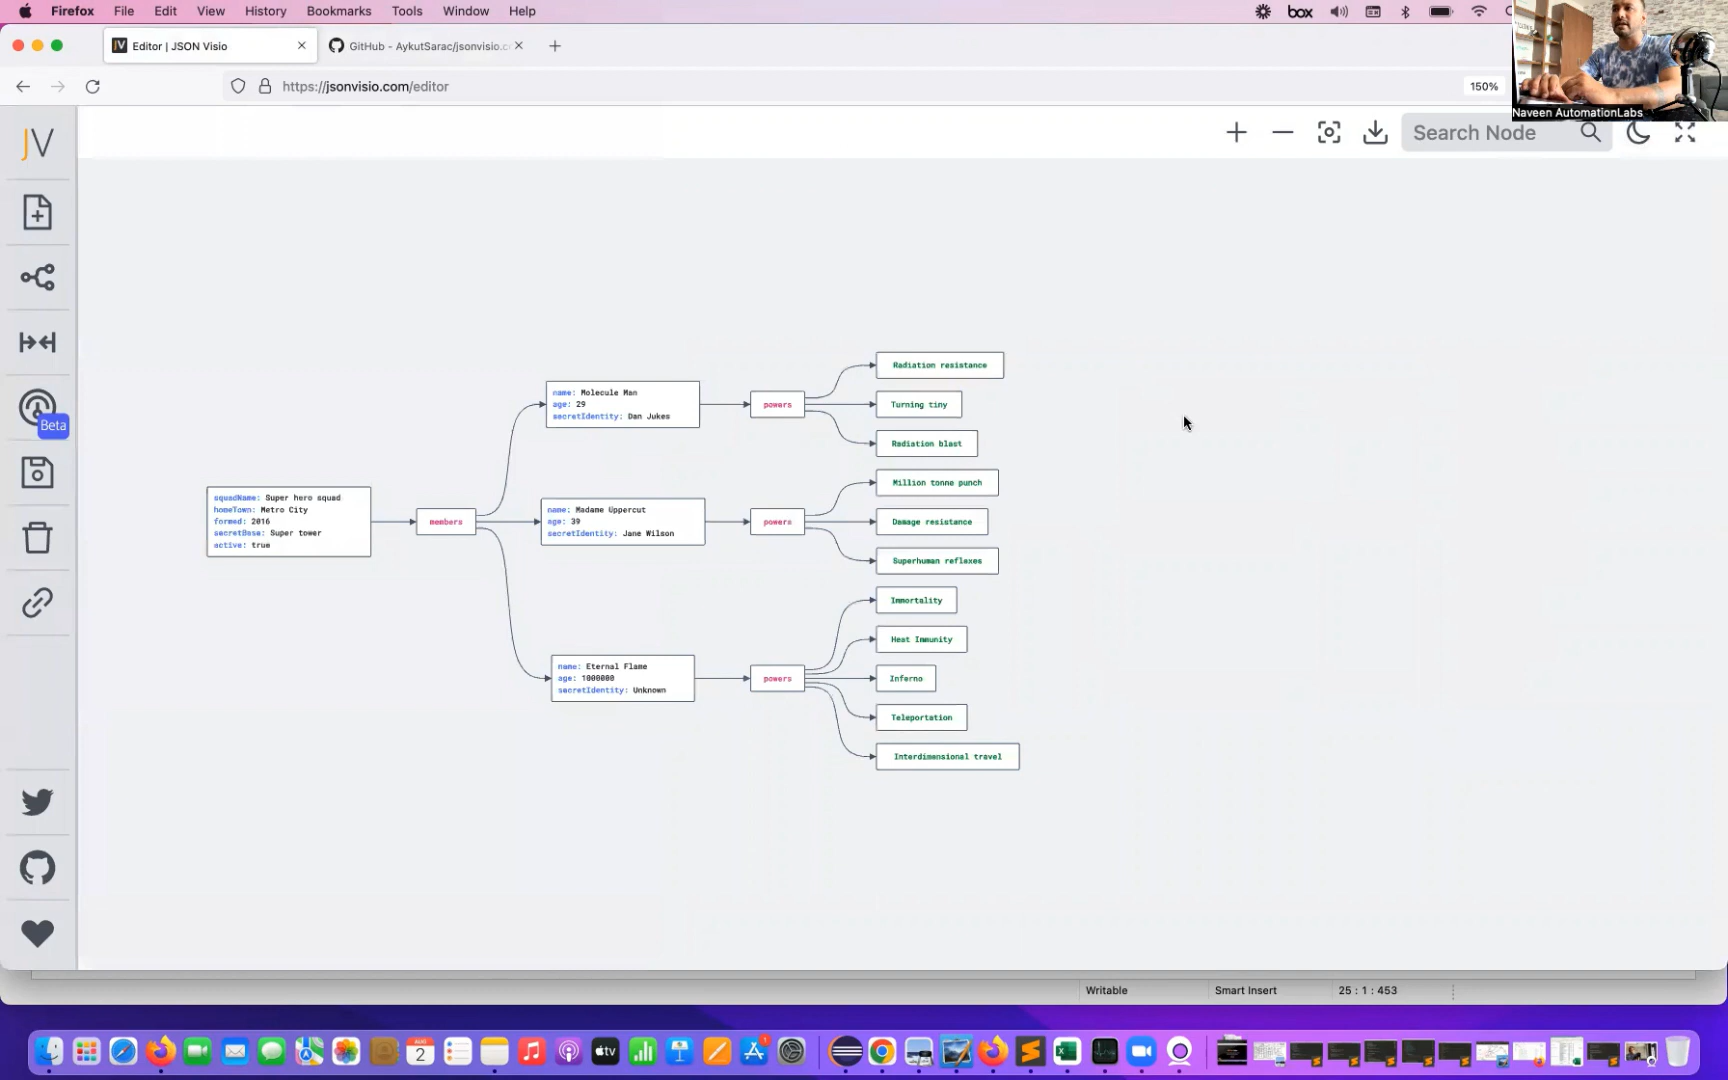 Firefox File Edit View History Bookmarks Tools Window Help
box
Editor | JSON Visio
GitHub - AykutSarac/jsonvisio.c
https://jsonvisio.com/editor
150%
Naveen AutomationLabs
JV
Search Node
Beta
squadName: Super hero squad
homeTown: Metro City
formed: 2016
secretBase: Super tower
active: true
members
name: Molecule Man
age: 29
secretIdentity: Dan Jukes
powers
Radiation resistance
Turning tiny
Radiation blast
name: Madame Uppercut
age: 39
secretIdentity: Jane Wilson
powers
Million tonne punch
Damage resistance
Superhuman reflexes
name: Eternal Flame
age: 1000000
secretIdentity: Unknown
powers
Immortality
Heat Immunity
Inferno
Teleportation
Interdimensional travel
Writable
Smart Insert
25 : 1 : 453
AUG
2
tv